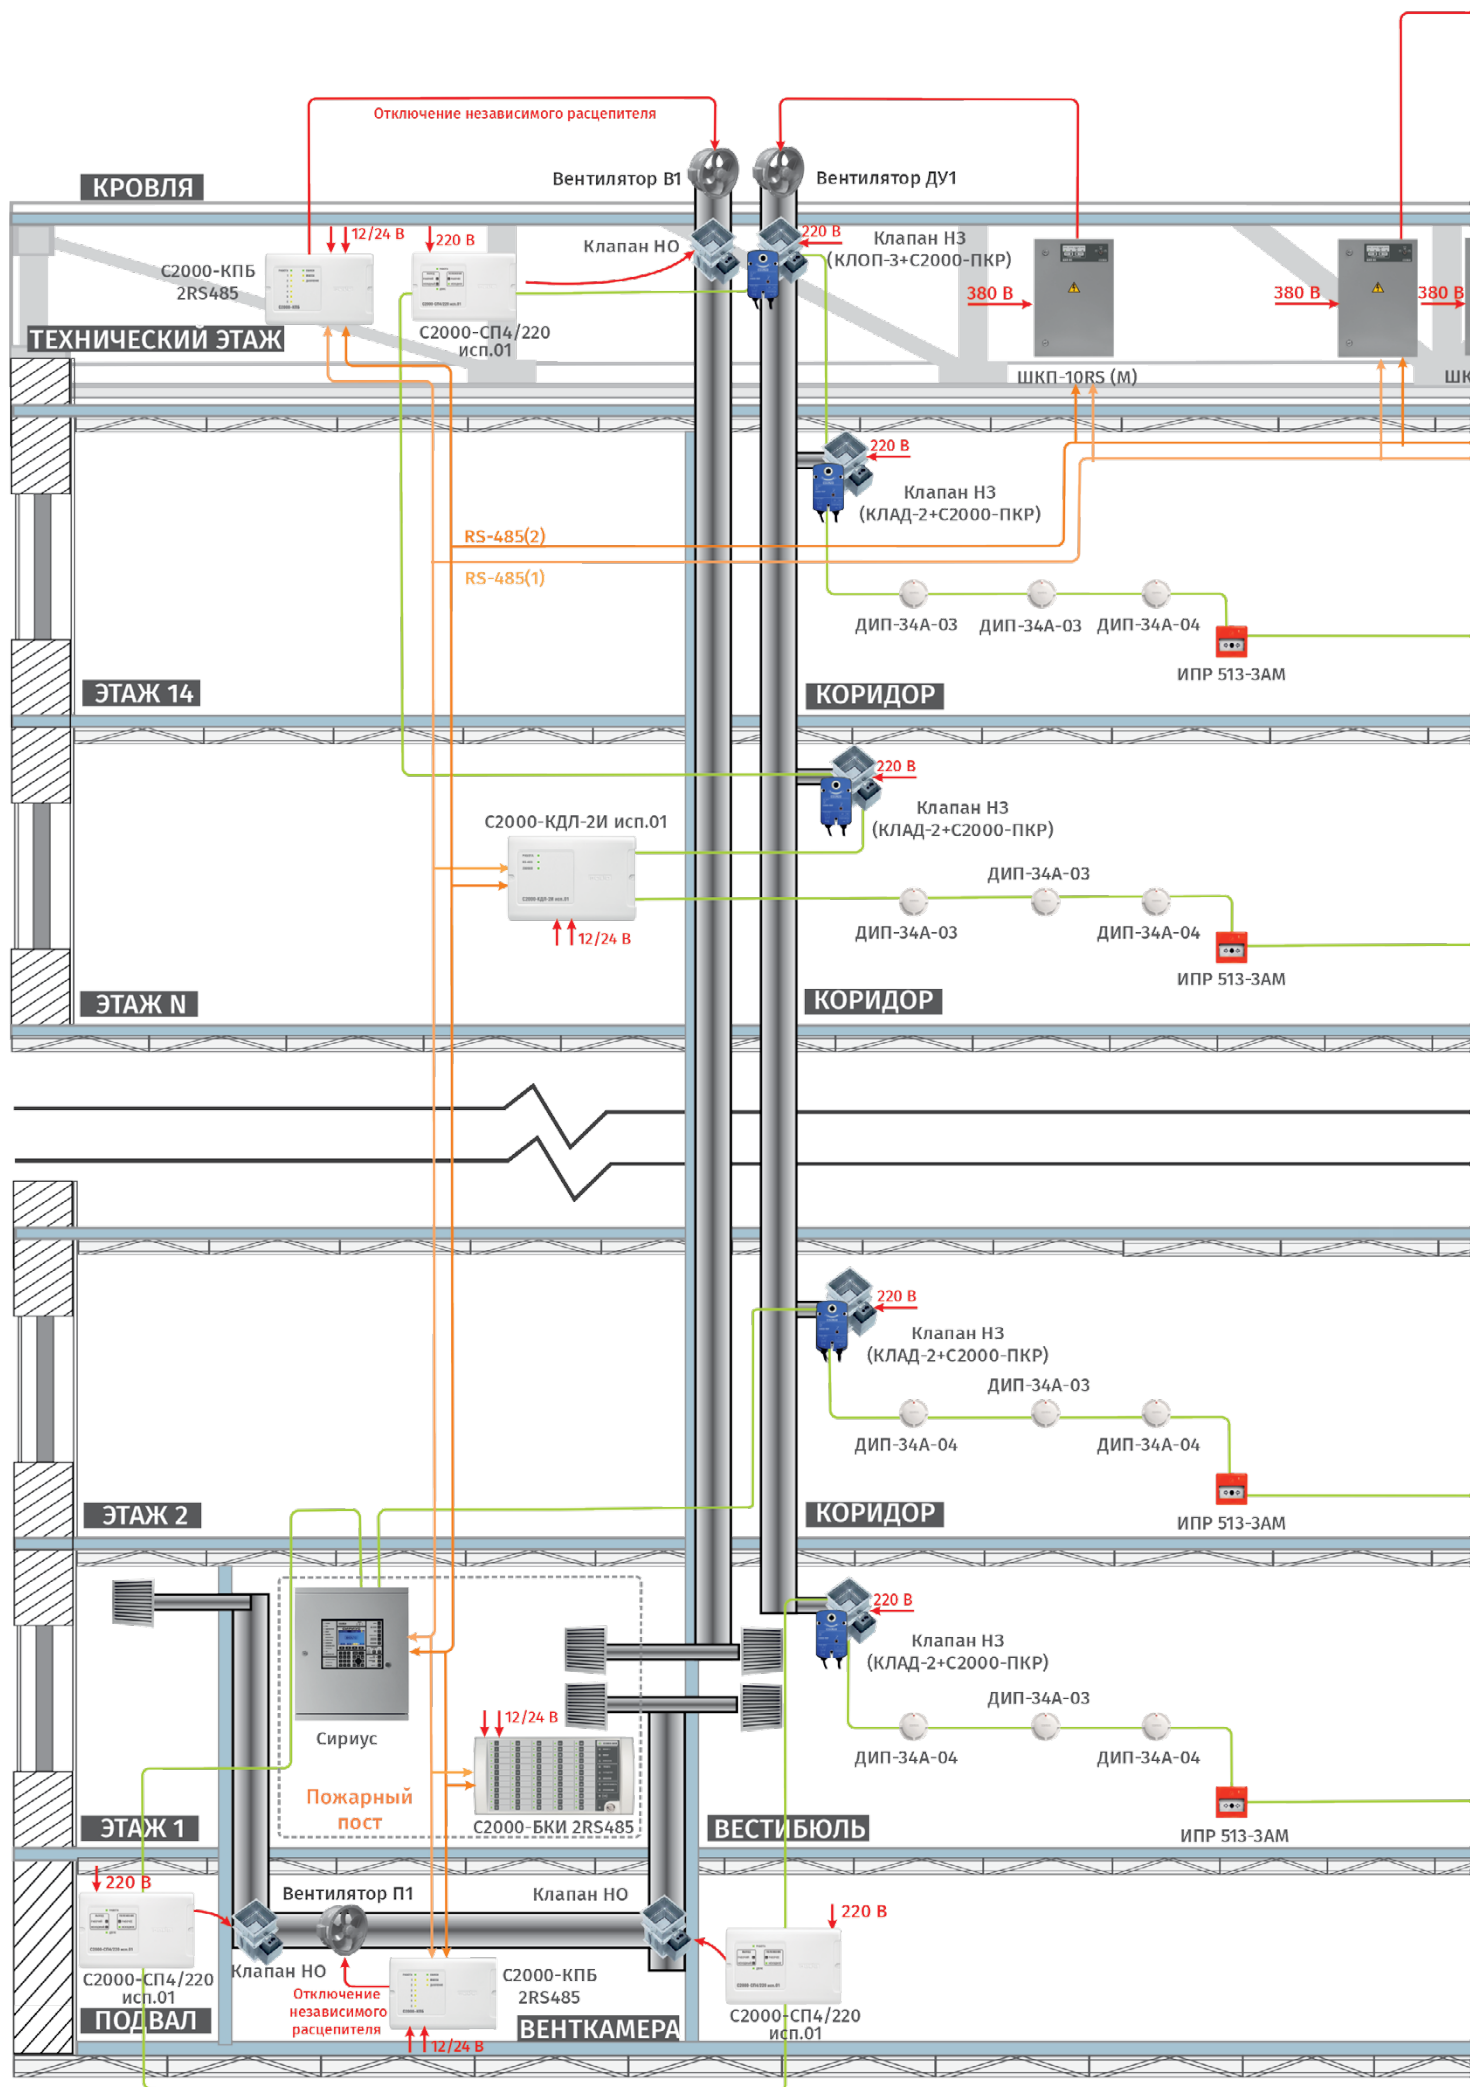 Отключение независимого расцепителя
Вентилятор В1
Вентилятор ДУ1
КРОВЛЯ
12/24 В
220 В
Клапан НО
220 В
Клапан НЗ
(КЛОП-3+С2000-ПКР)
С2000-КПБ
2RS485
380 В
380 В
380 В
ТЕХНИЧЕСКИЙ ЭТАЖ
С2000-СП4/220
исп.01
ШКП-10RS (М)
ШК
220 В
Клапан НЗ
(КЛАД-2+С2000-ПКР)
RS-485(2)
RS-485(1)
ДИП-34А-03
ДИП-34А-03
ДИП-34А-04
ИПР 513-3АМ
ЭТАЖ 14
КОРИДОР
220 В
Клапан НЗ
(КЛАД-2+С2000-ПКР)
С2000-КДЛ-2И исп.01
С2000-КДЛ-2И исп.01
12/24 В
ДИП-34А-03
ДИП-34А-03
ДИП-34А-04
ИПР 513-3АМ
ЭТАЖ N
КОРИДОР
220 В
Клапан НЗ
(КЛАД-2+С2000-ПКР)
ДИП-34А-03
ДИП-34А-04
ДИП-34А-04
ИПР 513-3АМ
ЭТАЖ 2
КОРИДОР
220 В
Клапан НЗ
(КЛАД-2+С2000-ПКР)
Сириус
12/24 В
ДИП-34А-03
ДИП-34А-04
ДИП-34А-04
Пожарный
пост
С2000-БКИ 2RS485
ИПР 513-3АМ
ЭТАЖ 1
ВЕСТИБЮЛЬ
220 В
Вентилятор П1
Клапан НО
220 В
Клапан НО
С2000-СП4/220
исп.01
С2000-КПБ
2RS485
Отключение
независимого
расцепителя
12/24 В
С2000-СП4/220
исп.01
ПОДВАЛ
ВЕНТКАМЕРА